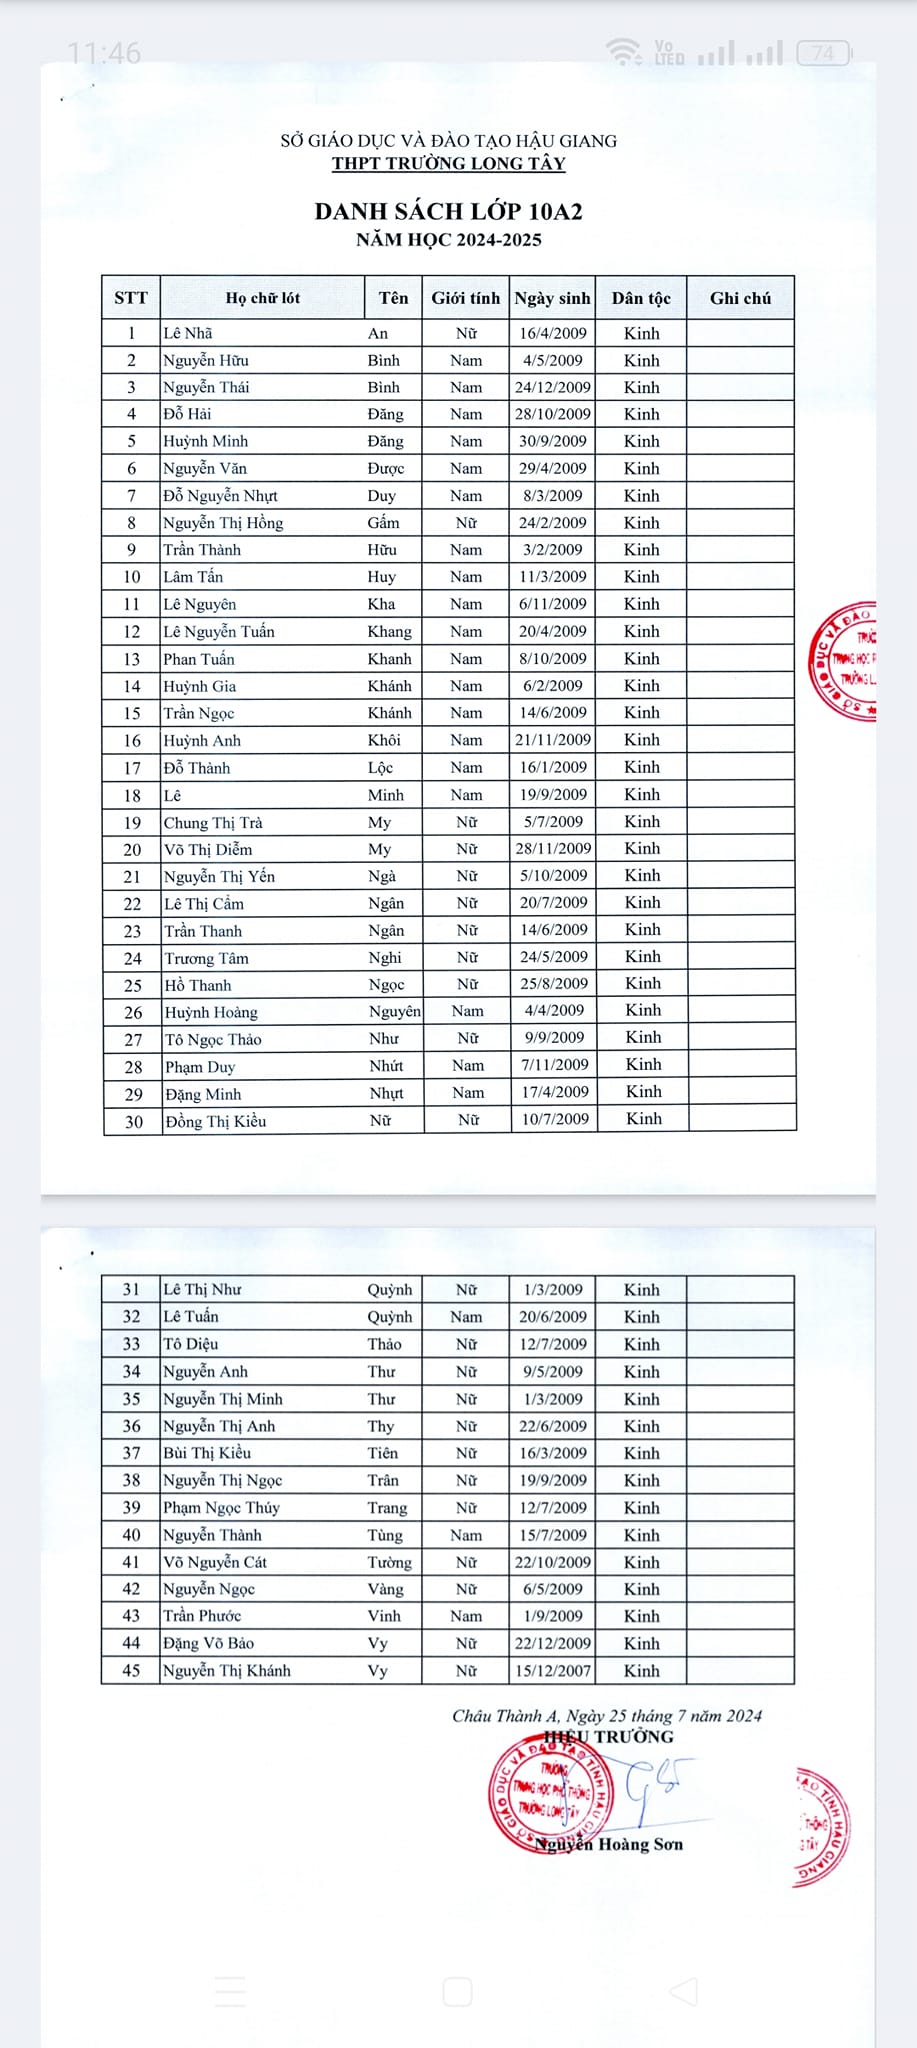 11:46
Vo LTED
74
SỞ GIÁO DỤC VÀ ĐÀO TẠO HẬU GIANG
THPT TRƯỜNG LONG TÂY
DANH SÁCH LỚP 10A2
NĂM HỌC 2024-2025
STT Họ chữ lót Tên Giới tính Ngày sinh Dân tộc Ghi chú
1 Lê Nhã An Nữ 16/4/2009 Kinh
2 Nguyễn Hữu Bình Nam 4/5/2009 Kinh
3 Nguyễn Thái Bình Nam 24/12/2009 Kinh
4 Đỗ Hải Đăng Nam 28/10/2009 Kinh
5 Huỳnh Minh Đăng Nam 30/9/2009 Kinh
6 Nguyễn Văn Được Nam 29/4/2009 Kinh
7 Đỗ Nguyễn Nhựt Duy Nam 8/3/2009 Kinh
8 Nguyễn Thị Hồng Gấm Nữ 24/2/2009 Kinh
9 Trần Thành Hữu Nam 3/2/2009 Kinh
10 Lâm Tấn Huy Nam 11/3/2009 Kinh
11 Lê Nguyên Kha Nam 6/11/2009 Kinh
12 Lê Nguyễn Tuấn Khang Nam 20/4/2009 Kinh
13 Phan Tuấn Khanh Nam 8/10/2009 Kinh
14 Huỳnh Gia Khánh Nam 6/2/2009 Kinh
15 Trần Ngọc Khánh Nam 14/6/2009 Kinh
16 Huỳnh Anh Khôi Nam 21/11/2009 Kinh
17 Đỗ Thành Lộc Nam 16/1/2009 Kinh
18 Lê Minh Nam 19/9/2009 Kinh
19 Chung Thị Trà My Nữ 5/7/2009 Kinh
20 Võ Thị Diễm My Nữ 28/11/2009 Kinh
21 Nguyễn Thị Yến Ngà Nữ 5/10/2009 Kinh
22 Lê Thị Cẩm Ngân Nữ 20/7/2009 Kinh
23 Trần Thanh Ngân Nữ 14/6/2009 Kinh
24 Trương Tâm Nghi Nữ 24/5/2009 Kinh
25 Hồ Thanh Ngọc Nữ 25/8/2009 Kinh
26 Huỳnh Hoàng Nguyên Nam 4/4/2009 Kinh
27 Tô Ngọc Thảo Như Nữ 9/9/2009 Kinh
28 Phạm Duy Nhứt Nam 7/11/2009 Kinh
29 Đặng Minh Nhựt Nam 17/4/2009 Kinh
30 Đồng Thị Kiều Nữ Nữ 10/7/2009 Kinh
31 Lê Thị Như Quỳnh Nữ 1/3/2009 Kinh
32 Lê Tuấn Quỳnh Nam 20/6/2009 Kinh
33 Tô Diệu Thảo Nữ 12/7/2009 Kinh
34 Nguyễn Anh Thư Nữ 9/5/2009 Kinh
35 Nguyễn Thị Minh Thư Nữ 1/3/2009 Kinh
36 Nguyễn Thị Anh Thy Nữ 22/6/2009 Kinh
37 Bùi Thị Kiều Tiên Nữ 16/3/2009 Kinh
38 Nguyễn Thị Ngọc Trân Nữ 19/9/2009 Kinh
39 Phạm Ngọc Thúy Trang Nữ 12/7/2009 Kinh
40 Nguyễn Thành Tùng Nam 15/7/2009 Kinh
41 Võ Nguyễn Cát Tường Nữ 22/10/2009 Kinh
42 Nguyễn Ngọc Vàng Nữ 6/5/2009 Kinh
43 Trần Phước Vinh Nam 1/9/2009 Kinh
44 Đặng Võ Bảo Vy Nữ 22/12/2009 Kinh
45 Nguyễn Thị Khánh Vy Nữ 15/12/2007 Kinh
Châu Thành A, Ngày 25 tháng 7 năm 2024
HIỆU TRƯỞNG
SỞ GIÁO DỤC VÀ ĐÀO TẠO TỈNH HẬU GIANG
TRƯỜNG
TRUNG HỌC PHỔ THÔNG
TRƯỜNG LONG TÂY
Nguyễn Hoàng Sơn